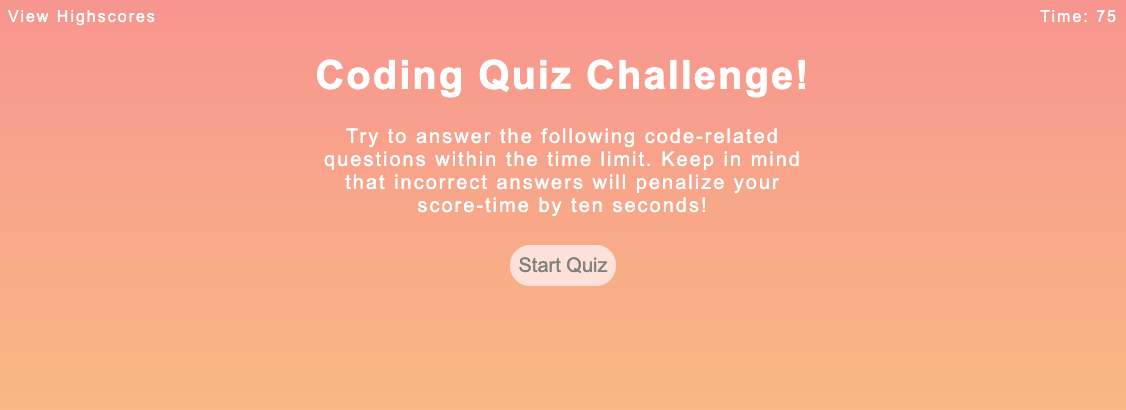 View Highscores
Time: 75
Coding Quiz Challenge!
Try to answer the following code-related
questions within the time limit. Keep in mind
that incorrect answers will penalize your
score-time by ten seconds!
Start Quiz